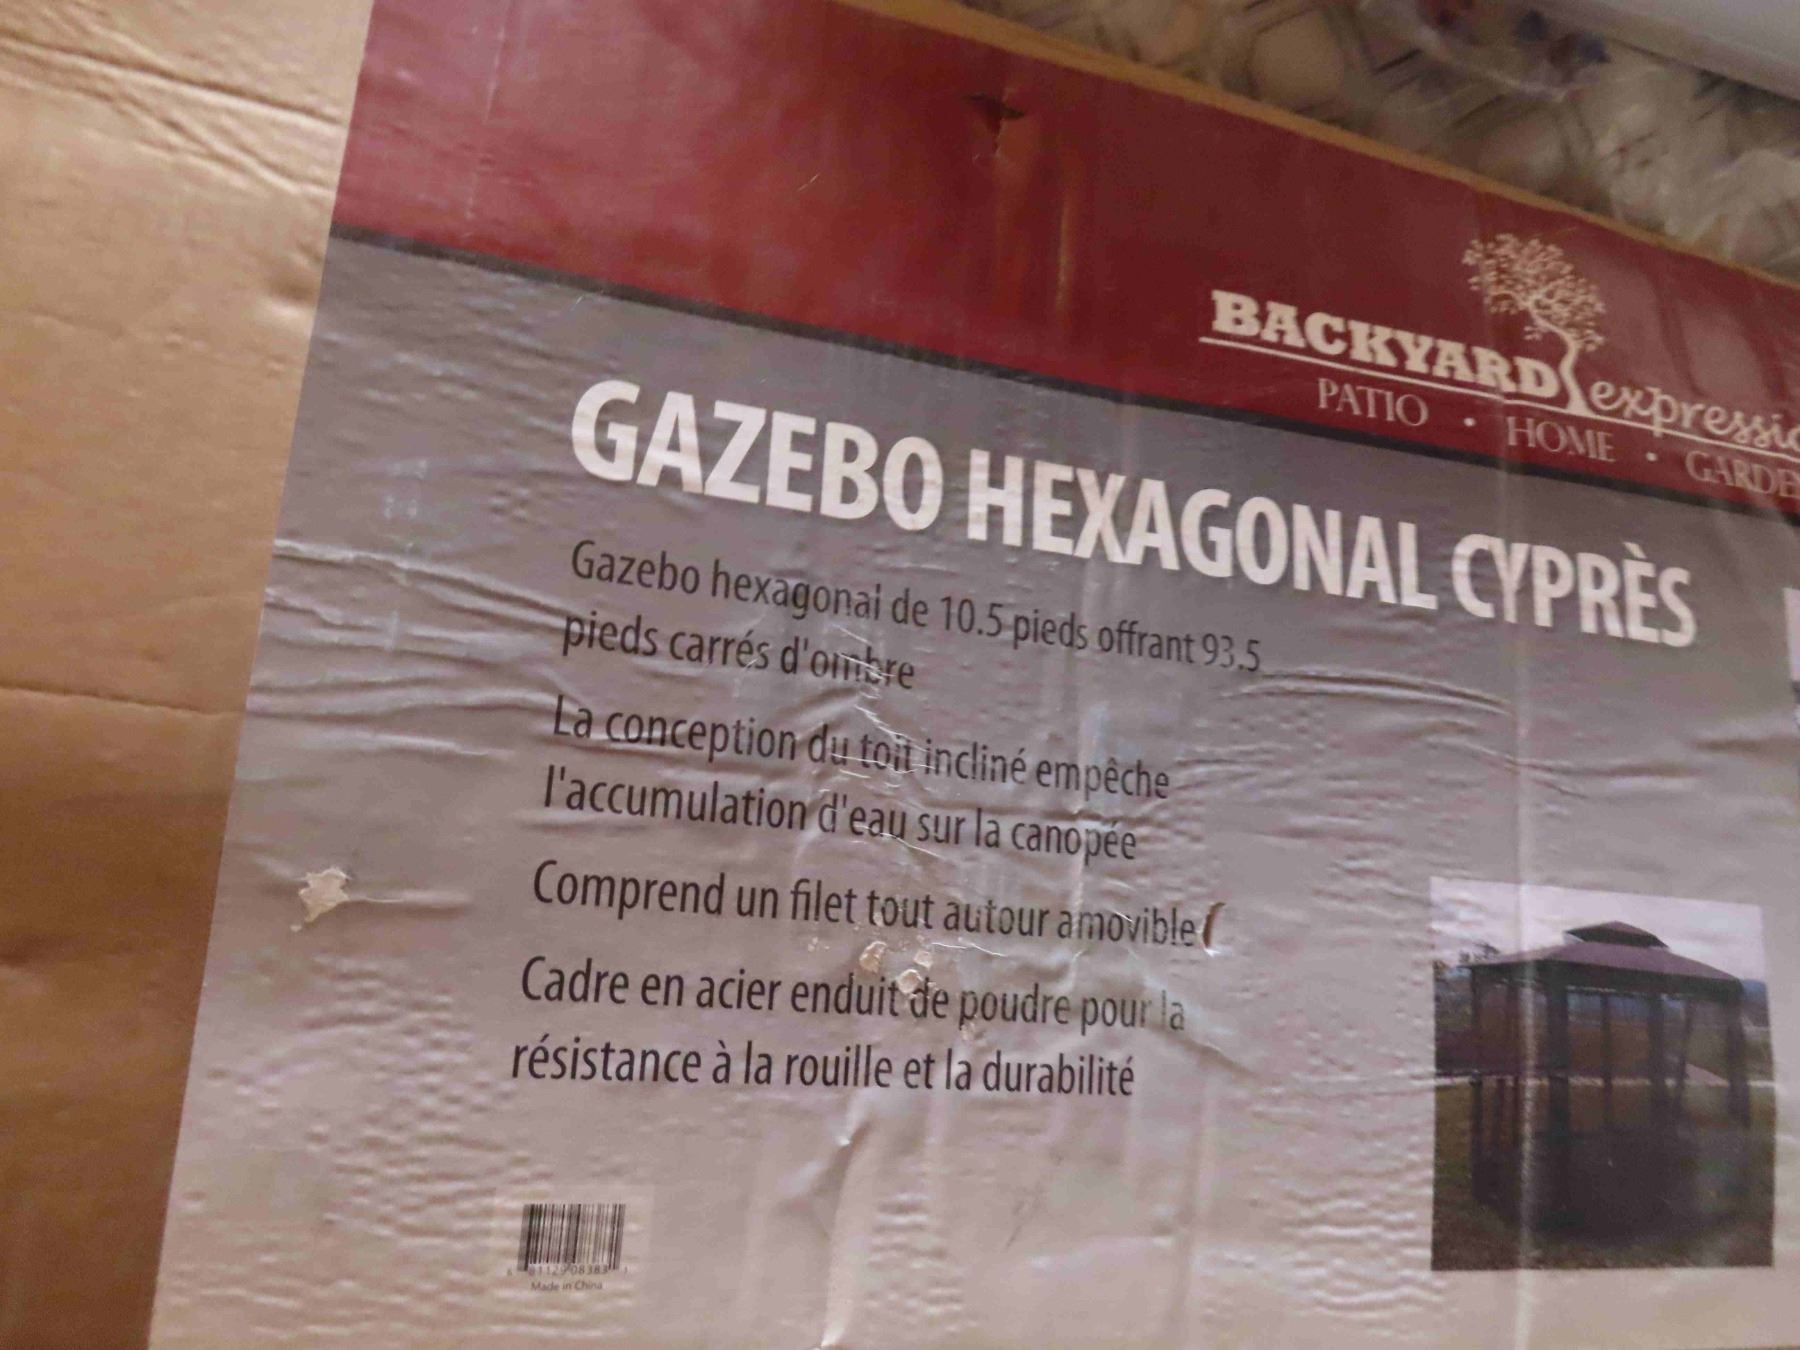 BACKYARD
expressio
PATIO • HOME • GARDE
GAZEBO HEXAGONAL CYPRÈS
Gazebo hexagonal de 10.5 pieds offrant 93.5
pieds carrés d'ombre
La conception du toit incliné empêche
l'accumulation d'eau sur la canopée
Comprend un filet tout autour amovible
Cadre en acier enduit de poudre pour la
résistance à la rouille et la durabilité
Made in China